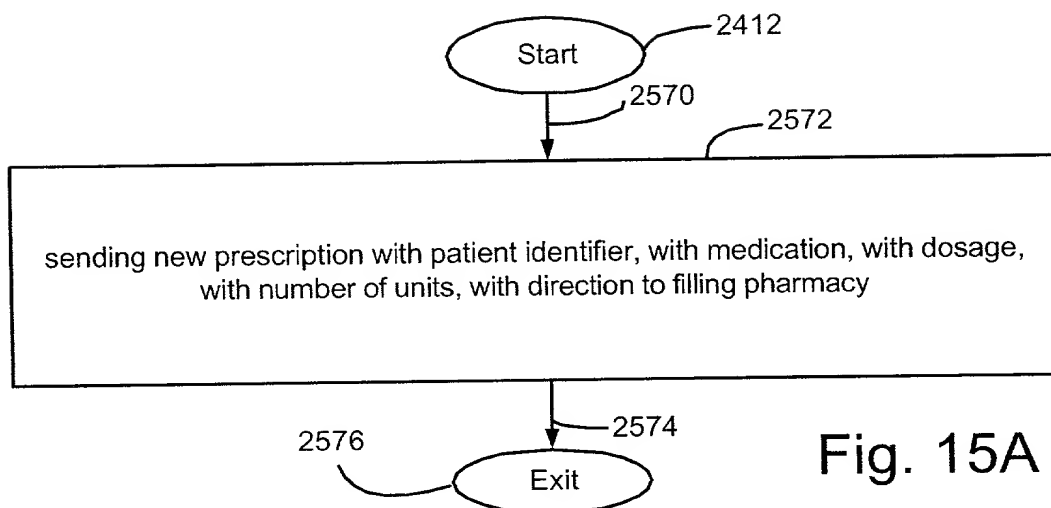 2412
Start
2570
2572
sending new prescription with patient identifier, with medication, with dosage,
with number of units, with direction to filling pharmacy
2574
2576
Exit
Fig. 15A